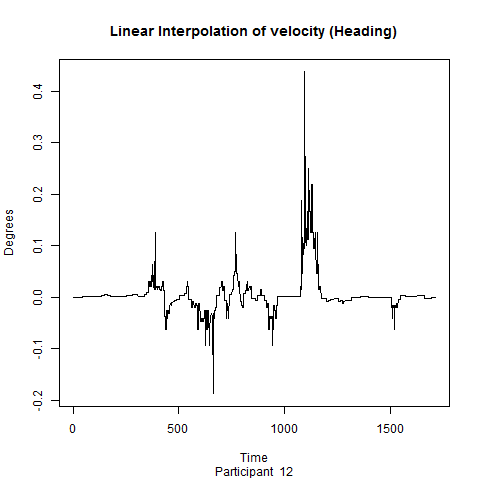 Linear Interpolation of velocity (Heading)
Degrees
0.4
0.3
0.2
0.1
0.0
-0.1
-0.2
0 500 1000 1500
Time
Participant 12